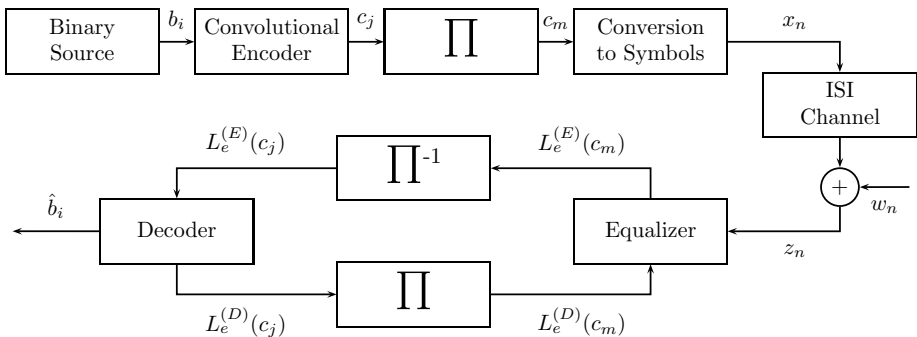 Binary
Source
b_i
Convolutional
Encoder
c_j
∏
c_m
Conversion
to Symbols
x_n
ISI
Channel
L_e^{(E)}(c_j)
∏^{-1}
L_e^{(E)}(c_m)
+
w_n
b̂_i
Decoder
Equalizer
z_n
L_e^{(D)}(c_j)
∏
L_e^{(D)}(c_m)